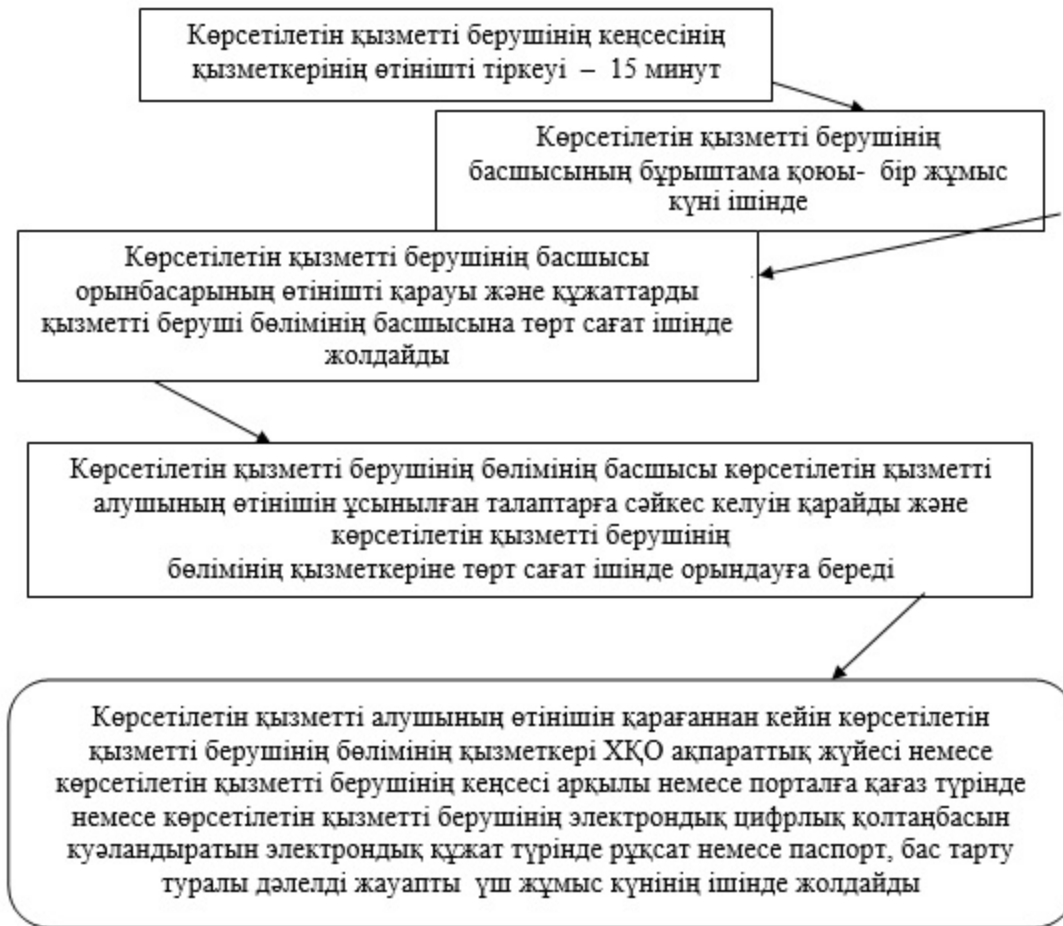 Көрсетілетін қызметті берушінің кеңсесінің
қызметкерінің өтінішті тіркеуі – 15 минут
Көрсетілетін қызметті берушінің
басшысының бұрыштама қоюы- бір жұмыс
күні ішінде
Көрсетілетін қызметті берушінің басшысы
орынбасарының өтінішті қарауы және құжаттарды
қызметті беруші бөлімінің басшысына төрт сағат ішінде
жолдайды
Көрсетілетін қызметті берушінің бөлімінің басшысы көрсетілетін қызметті
алушының өтінішін ұсынылған талаптарға сәйкес келуін қарайды және
көрсетілетін қызметті берушінің
бөлімінің қызметкеріне төрт сағат ішінде орындауға береді
Көрсетілетін қызметті алушының өтінішін қарағаннан кейін көрсетілетін
қызметті берушінің бөлімінің қызметкері ХҚО ақпараттық жүйесі немесе
көрсетілетін қызметті берушінің кеңсесі арқылы немесе порталға қағаз түрінде
немесе көрсетілетін қызметті берушінің электрондық цифрлық қолтаңбасын
куәландыратын электрондық құжат түрінде рұқсат немесе паспорт, бас тарту
туралы дәлелді жауапты үш жұмыс күнінің ішінде жолдайды